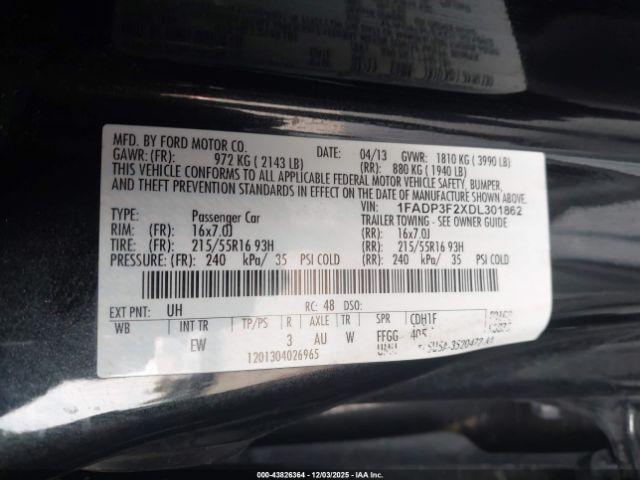 MFD. BY FORD MOTOR CO.
DATE: 04/13 GVWR: 1810 KG ( 3990 LB)
GAWR: (FR): 972 KG ( 2143 LB) (RR): 880 KG ( 1940 LB)
THIS VEHICLE CONFORMS TO ALL APPLICABLE FEDERAL MOTOR VEHICLE SAFETY, BUMPER,
AND THEFT PREVENTION STANDARDS IN EFFECT ON THE DATE OF MANUFACTURE SHOWN ABOVE.
VIN: 1FADP3F2XDL301862
TYPE: Passenger Car TRAILER TOWING - SEE OWNER GUIDE
RIM: (FR): 16x7.0J (RR): 16x7.0J
TIRE: (FR): 215/55R16 93H (RR): 215/55R16 93H
PRESSURE: (FR): 240 kPa/ 35 PSI COLD (RR): 240 kPa/ 35 PSI COLD
EXT PNT: UH RC: 48 DSO:
WB INT TR TP/PS R AXLE TR SPR CDH1F
EW 3 AU W FFGG
1201304026965
000-43826364 - 12/03/2025 - IAA Inc.